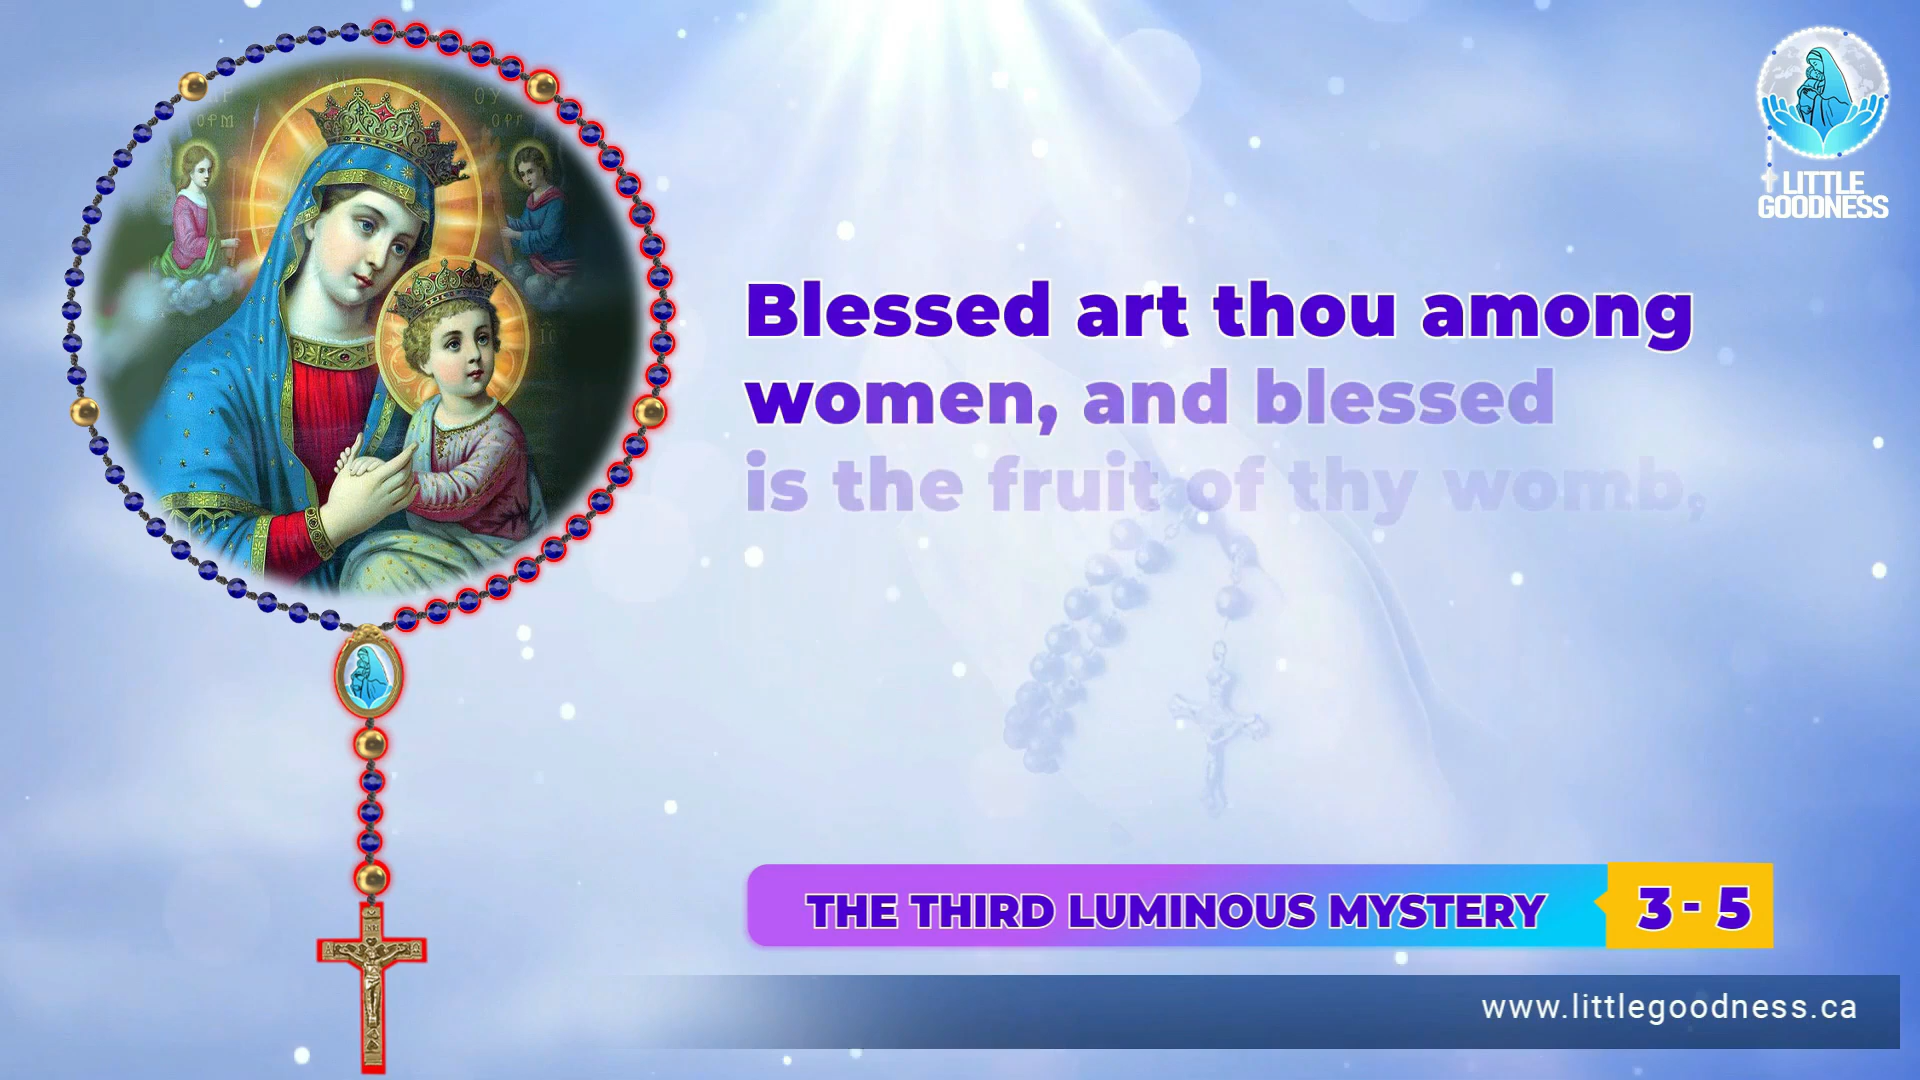 LITTLE
GOODNESS
Blessed art thou among
women, and blessed
is the fruit of thy womb,
THE THIRD LUMINOUS MYSTERY
3 - 5
www.littlegoodness.ca
INRI